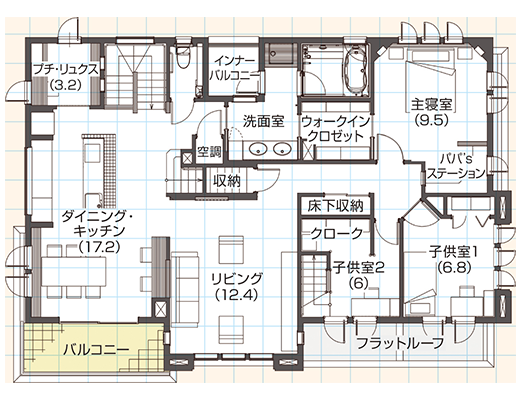 プチ・リュクス
(3.2)
インナー
バルコニー
洗面室
空調
収納
ウォークイン
クロゼット
主寝室
(9.5)
パパ's
ステーション
床下収納
クローク
ダイニング・
キッチン
(17.2)
リビング
(12.4)
子供室2
(6)
子供室1
(6.8)
バルコニー
フラットルーフ